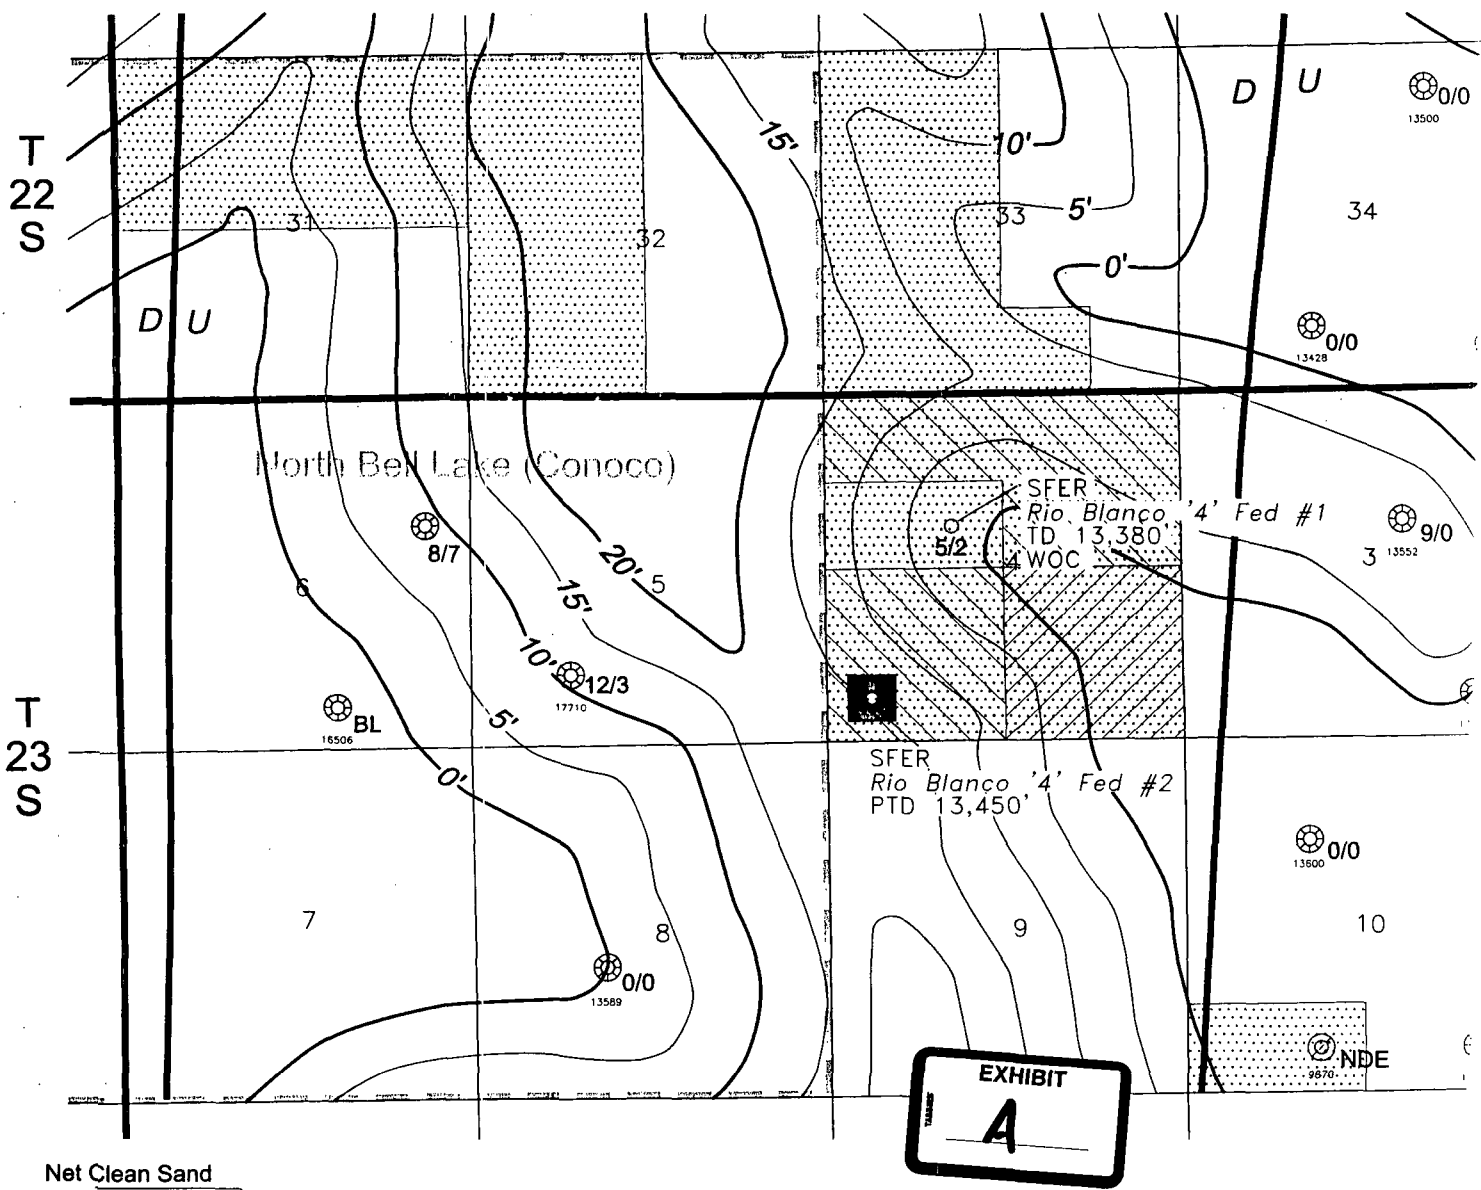 D U
0/0
13500
T
22
S
15'
10'
5'
33
34
31
32
0'
D U
0/0
13428
North Bell Lake (Conoco)
SFER
Rio Blanco '4' Fed #1
TD 13,380'
WOC
4
5/2
9/0
3
13552
8/7
20'
5
6
15'
10'
12/3
17710
BL
16506
5'
T
23
S
0'
SFER
Rio Blanco '4' Fed #2
PTD 13,450'
0/0
13600
7
8
9
10
0/0
13589
NDE
9870
EXHIBIT
A
Net Clean Sand